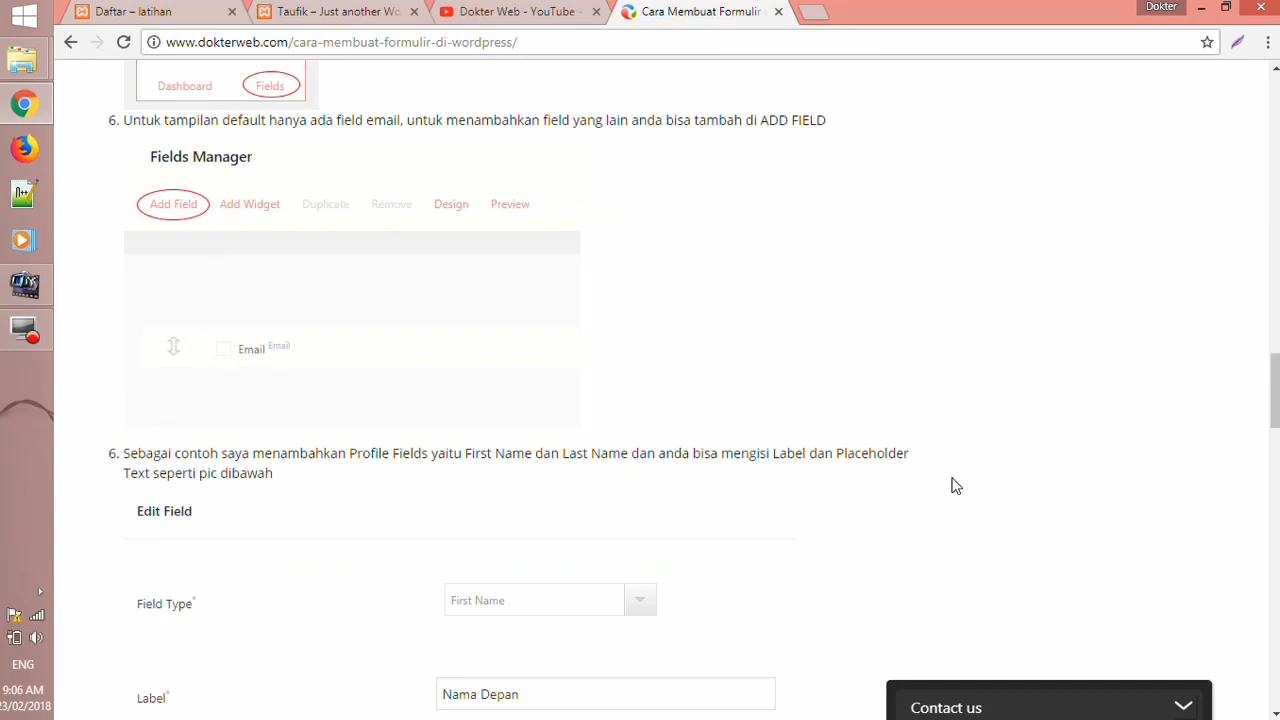 Daftar – latihan
Taufik – Just another Wo
Dokter Web - YouTube -
Cara Membuat Formulir
Dokter
www.dokterweb.com/cara-membuat-formulir-di-wordpress/
Dashboard
Fields
6. Untuk tampilan default hanya ada field email, untuk menambahkan field yang lain anda bisa tambah di ADD FIELD
Fields Manager
Add Field
Add Widget
Duplicate
Remove
Design
Preview
Email Email
6. Sebagai contoh saya menambahkan Profile Fields yaitu First Name dan Last Name dan anda bisa mengisi Label dan Placeholder
Text seperti pic dibawah
Edit Field
Field Type*
First Name
Label*
Nama Depan
Contact us
ENG
9:06 AM
23/02/2018